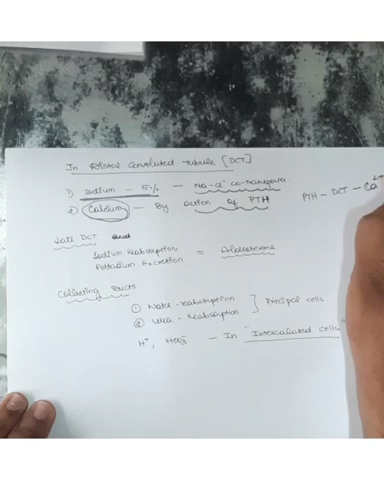 In Distal Convoluted tubule [DCT]
1) Sodium - 5% - Na-Cl- co-transporter
2) Calcium - By action of PTH
PTH - DCT - Ca
Late DCT and
Sodium Reabsorption
Potassium Excretion = Aldosterone
Collecting Ducts
① Water-reabsorption
② Urea - Reabsorption ] Principal cells
H+, HCO3 - In "Intercalated cells"